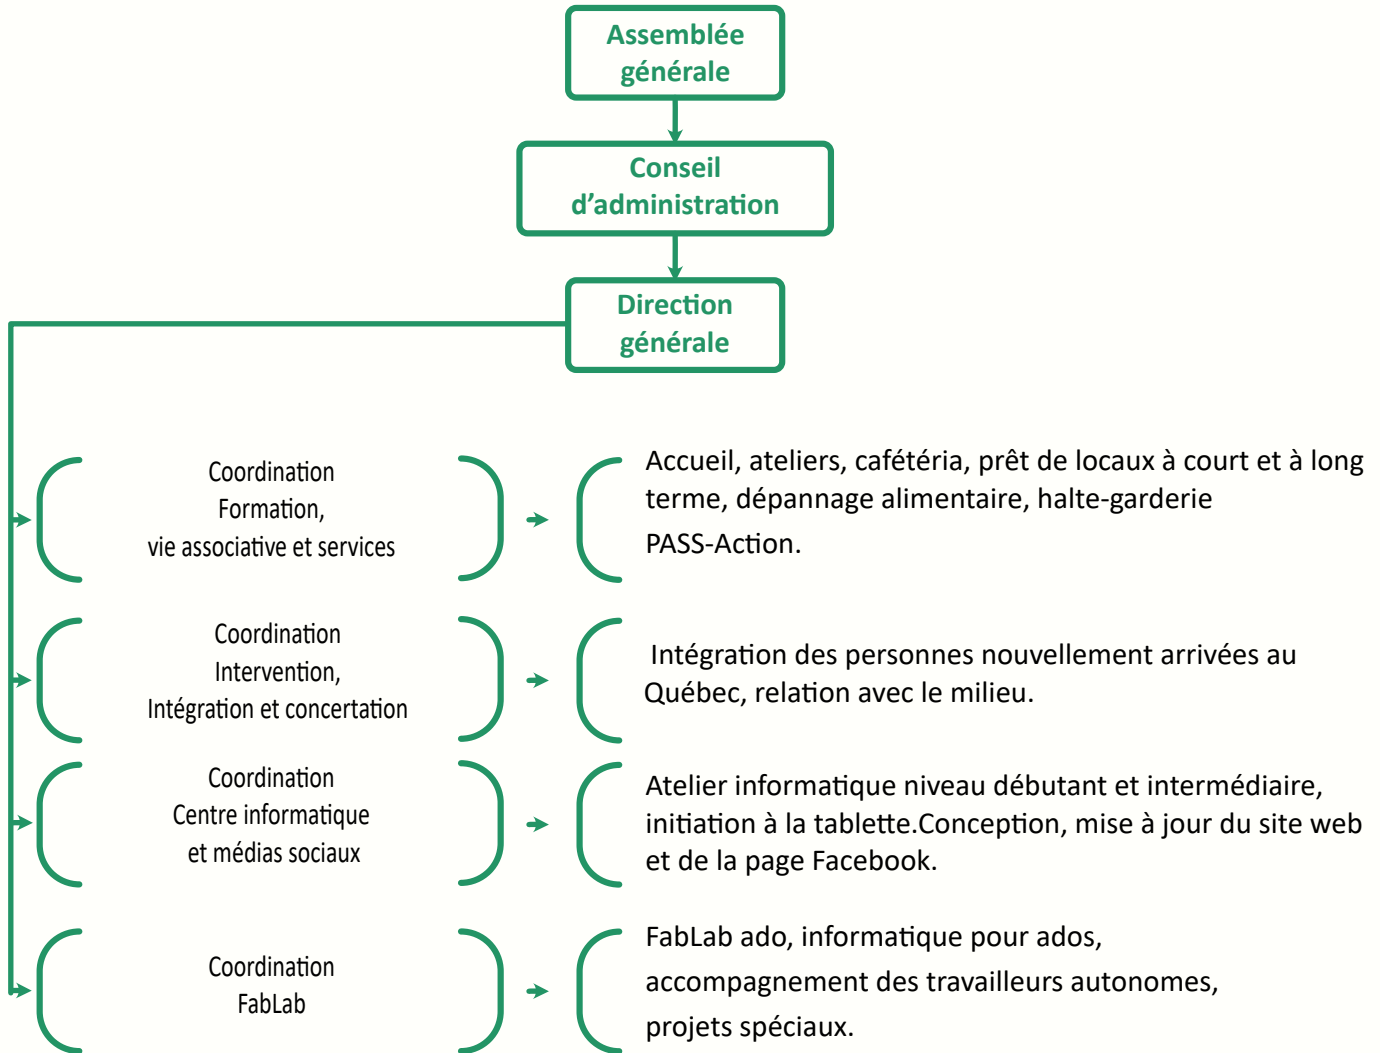 Assemblée
générale
Conseil
d'administration
Direction
générale
Coordination
Formation,
vie associative et services
Accueil, ateliers, cafétéria, prêt de locaux à court et à long
terme, dépannage alimentaire, halte-garderie
PASS-Action.
Coordination
Intervention,
Intégration et concertation
Intégration des personnes nouvellement arrivées au
Québec, relation avec le milieu.
Coordination
Centre informatique
et médias sociaux
Atelier informatique niveau débutant et intermédiaire,
initiation à la tablette.Conception, mise à jour du site web
et de la page Facebook.
Coordination
FabLab
FabLab ado, informatique pour ados,
accompagnement des travailleurs autonomes,
projets spéciaux.